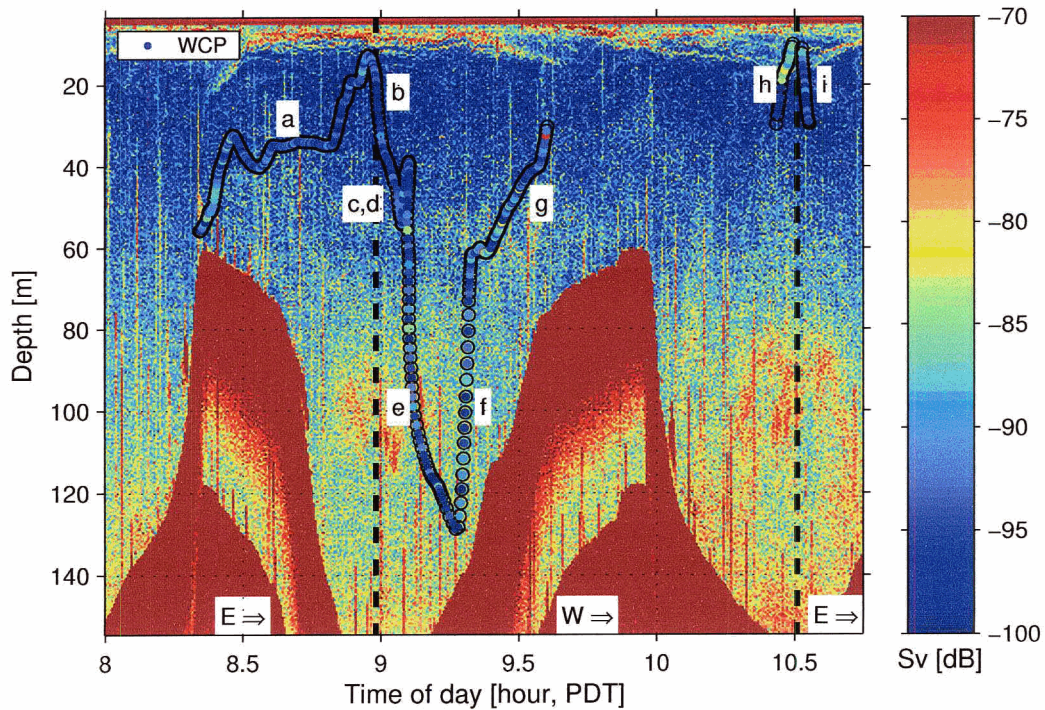 WCP
a
b
c,d
e
f
g
h
i
E ⇒
W ⇒
E ⇒
20
40
60
80
100
120
140
Depth [m]
8
8.5
9
9.5
10
10.5
Time of day [hour, PDT]
−70
−75
−80
−85
−90
−95
−100
Sv [dB]